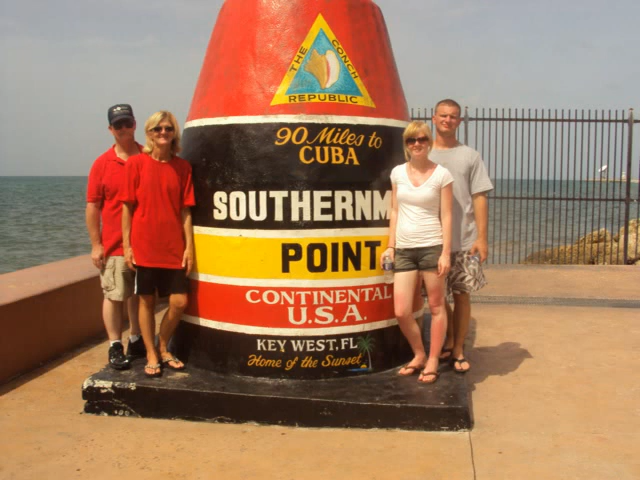 THE CONCH
REPUBLIC
90 Miles to
CUBA
SOUTHERNM
POINT
CONTINENTAL
U.S.A.
KEY WEST, FL
Home of the Sunset